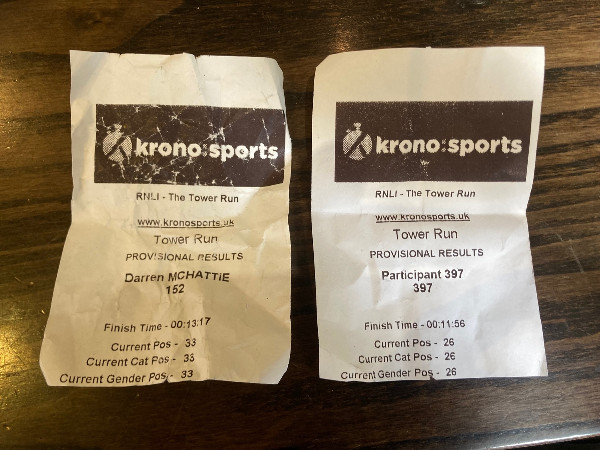 krono:sports
RNLI - The Tower Run
www.kronosports.uk
Tower Run
PROVISIONAL RESULTS
Darren MCHATTIE
152
Finish Time - 00:13:17
Current Pos - 33
Current Cat Pos - 33
Current Gender Pos - 33
krono:sports
RNLI - The Tower Run
www.kronosports.uk
Tower Run
PROVISIONAL RESULTS
Participant 397
397
Finish Time - 00:11:56
Current Pos - 26
Current Cat Pos - 26
Current Gender Pos - 26